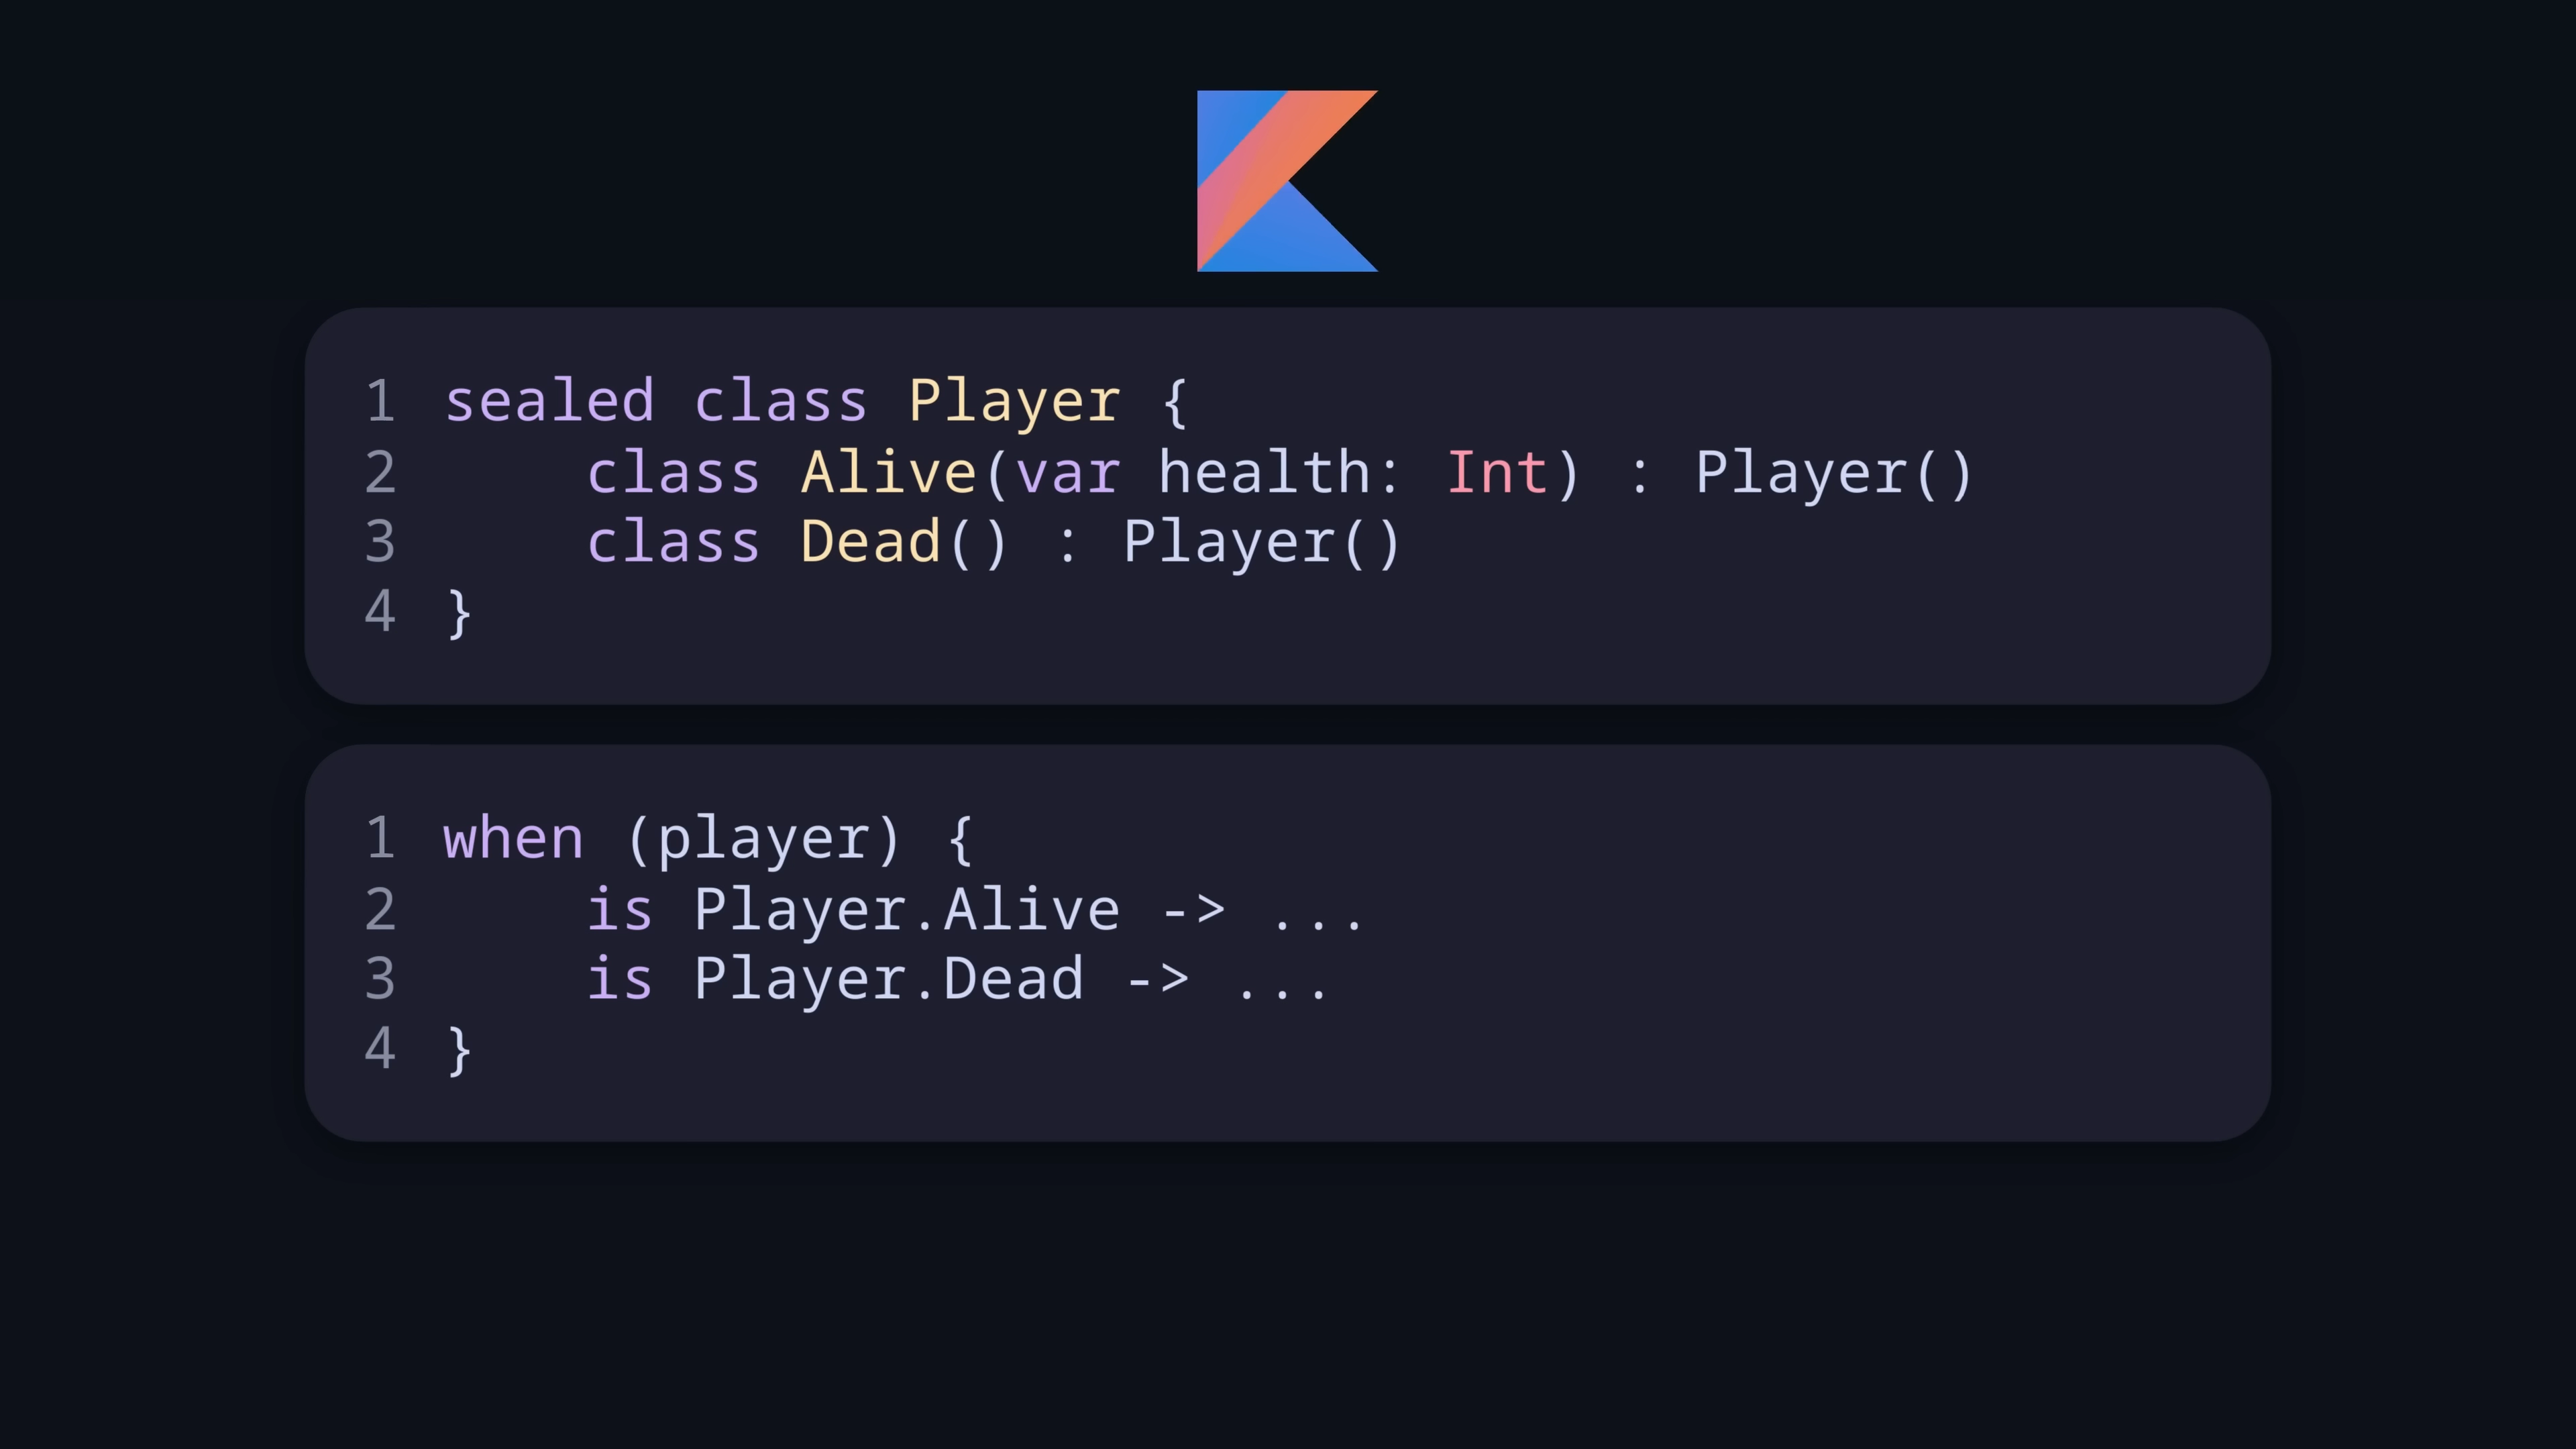 1 sealed class Player {
2     class Alive(var health: Int) : Player()
3     class Dead() : Player()
4 }
1 when (player) {
2     is Player.Alive -> ...
3     is Player.Dead -> ...
4 }